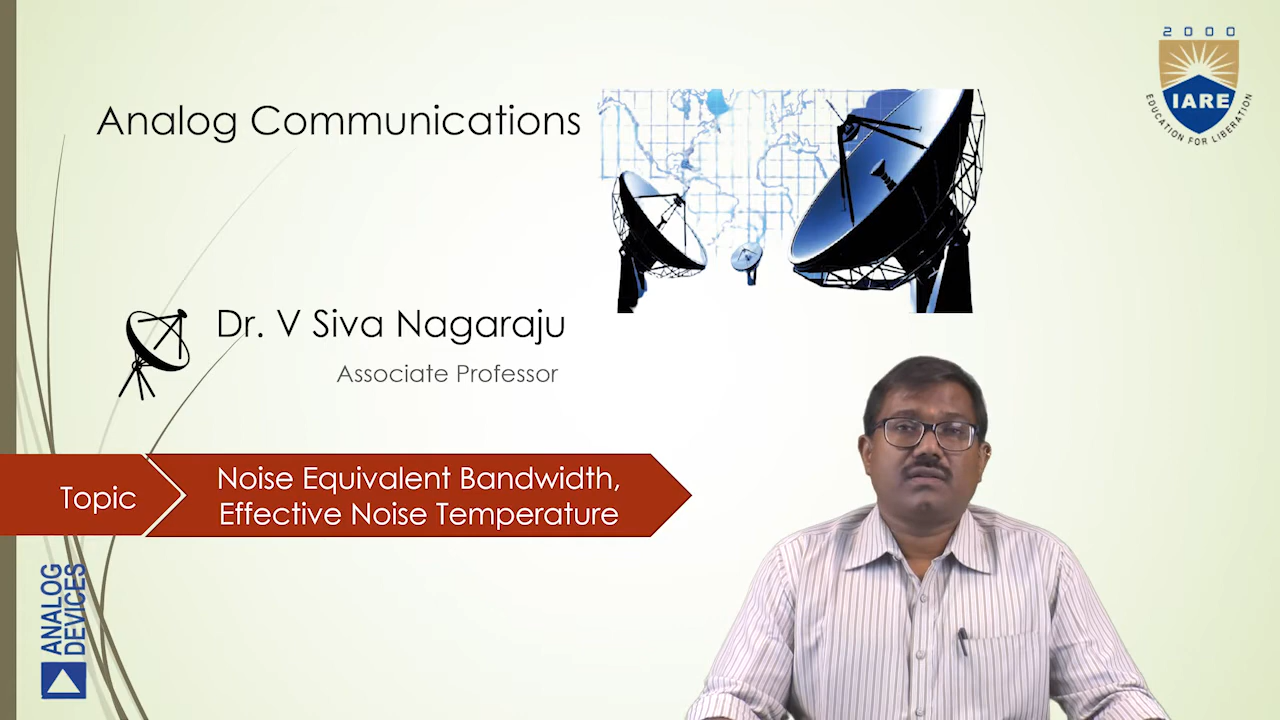 2000
IARE
EDUCATION FOR LIBERATION
Analog Communications
Dr. V Siva Nagaraju
Associate Professor
Topic
Noise Equivalent Bandwidth,
Effective Noise Temperature
ANALOG
DEVICES